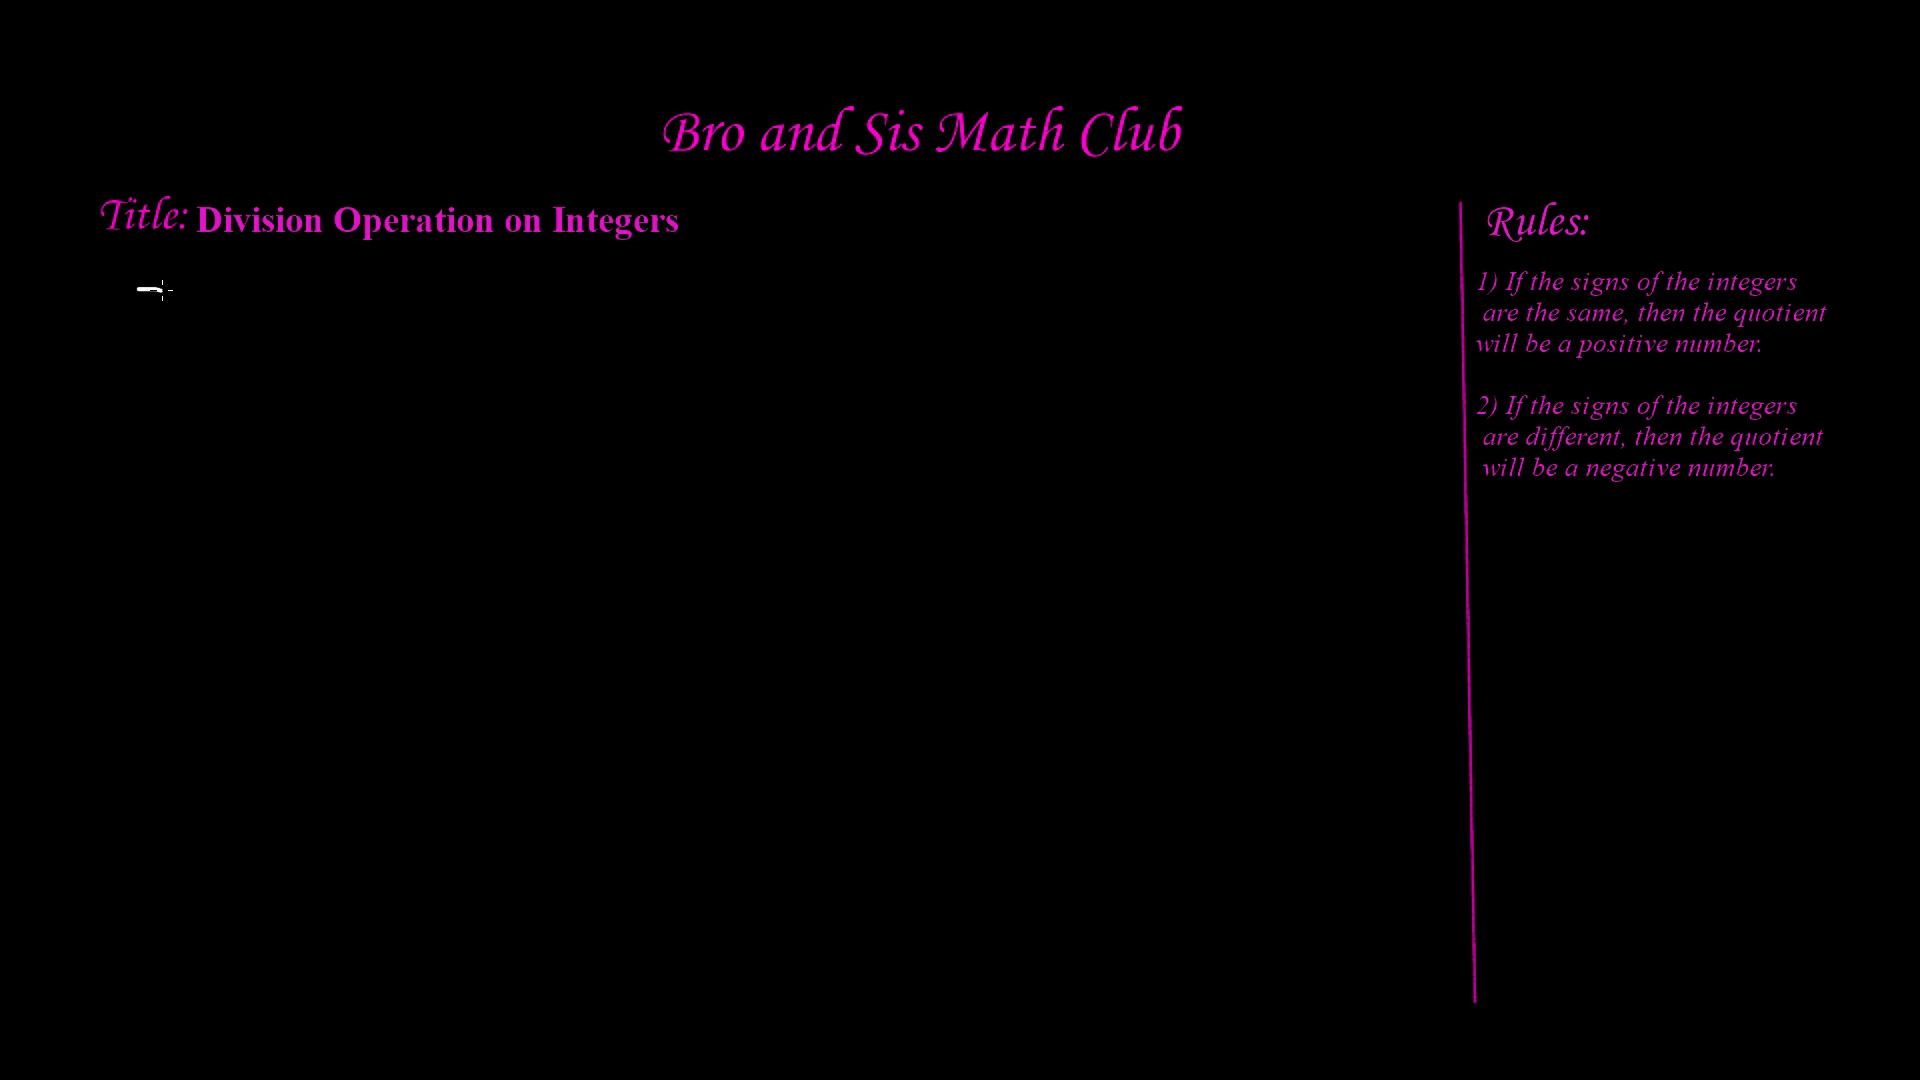 Bro and Sis Math Club
Title: Division Operation on Integers
Rules:
1) If the signs of the integers
are the same, then the quotient
will be a positive number.
2) If the signs of the integers
are different, then the quotient
will be a negative number.